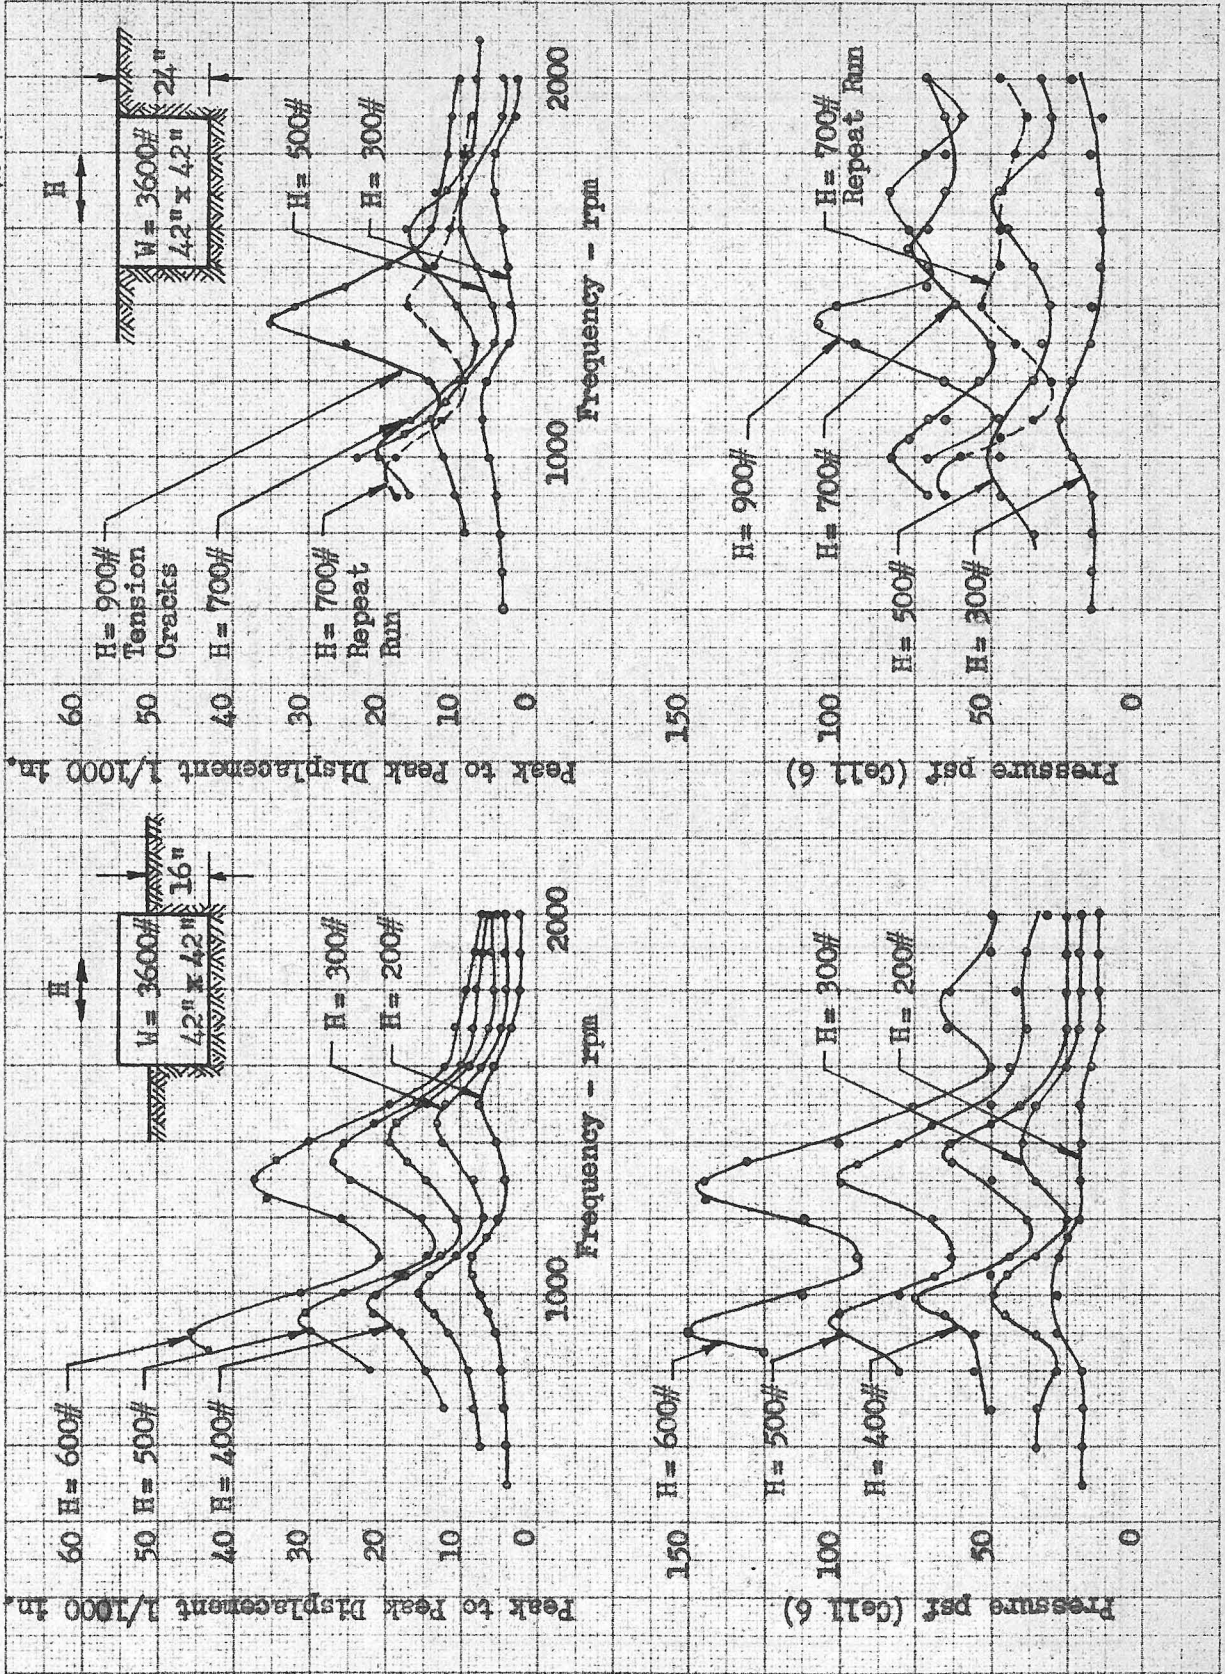 Peak to Peak Displacement 1/1000 in.
60
50
40
30
20
10
0
H = 600#
H = 500#
H = 400#
H = 300#
H = 200#
H
W = 3600#
42" x 42"
16"
1000
2000
Frequency - rpm
Pressure psf (Cell 6)
150
100
50
0
H = 600#
H = 500#
H = 400#
H = 300#
H = 200#
Peak to Peak Displacement 1/1000 in.
60
50
40
30
20
10
0
H = 900#
Tension
Cracks
H = 700#
H = 700#
Repeat
Run
H = 500#
H = 300#
H
W = 3600#
42" x 42"
24"
1000
2000
Frequency - rpm
Pressure psf (Cell 6)
150
100
50
0
H = 900#
H = 700#
H = 500#
H = 300#
H = 700#
Repeat Run